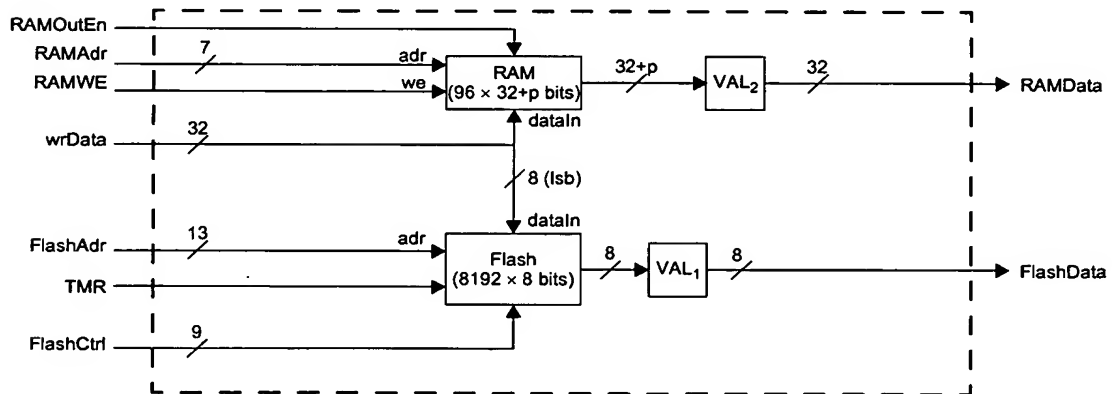 RAMOutEn
RAMAdr 7 adr
RAMWE we
RAM
(96 × 32+p bits)
32+p
VAL2
32
RAMData
wrData 32 dataIn
8 (lsb)
dataIn
FlashAdr 13 adr
Flash
(8192 × 8 bits)
8
VAL1
8
FlashData
TMR
FlashCtrl 9